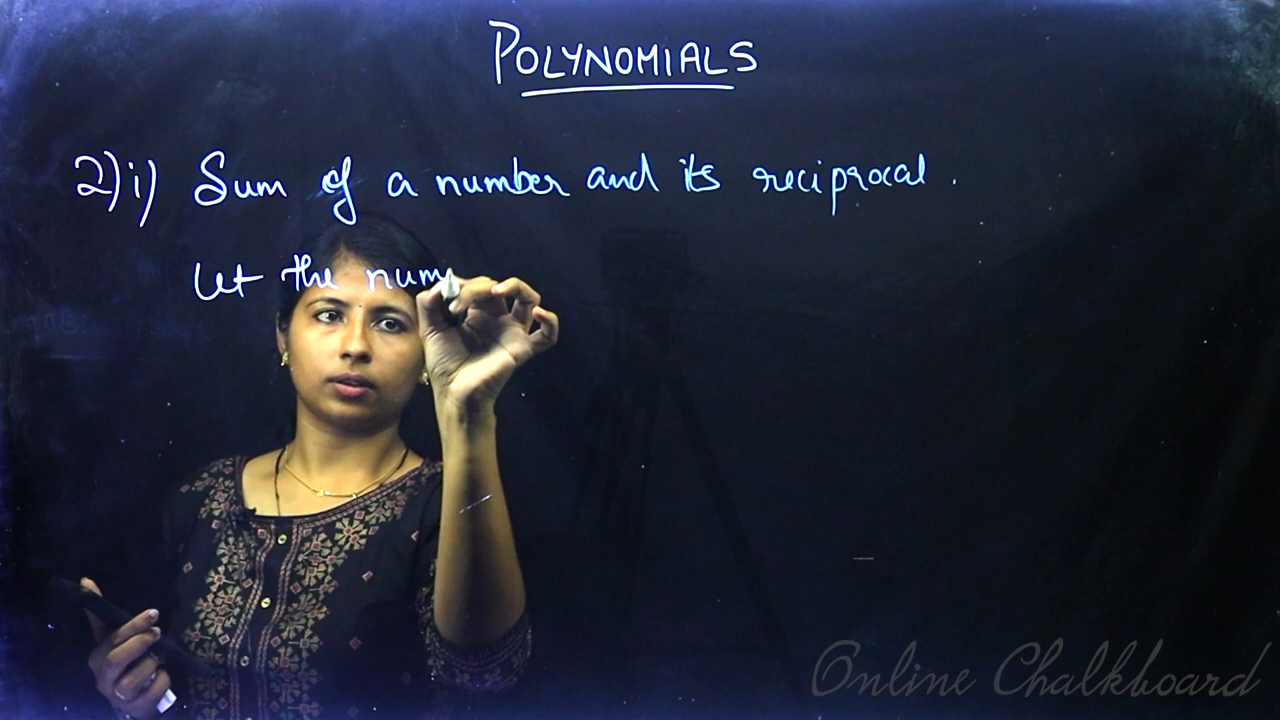 POLYNOMIALS
2) i) Sum of a number and its reciprocal.
Let the num
Online Chalkboard